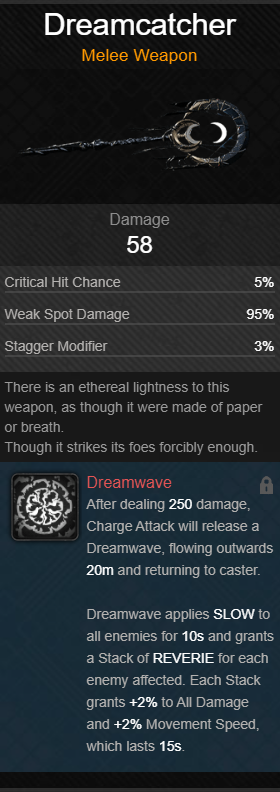 Dreamcatcher
Melee Weapon
Damage
58
Critical Hit Chance 5%
Weak Spot Damage 95%
Stagger Modifier 3%
There is an ethereal lightness to this
weapon, as though it were made of paper
or breath.
Though it strikes its foes forcibly enough.
Dreamwave
After dealing 250 damage,
Charge Attack will release a
Dreamwave, flowing outwards
20m and returning to caster.
Dreamwave applies SLOW to
all enemies for 10s and grants
a Stack of REVERIE for each
enemy affected. Each Stack
grants +2% to All Damage
and +2% Movement Speed,
which lasts 15s.